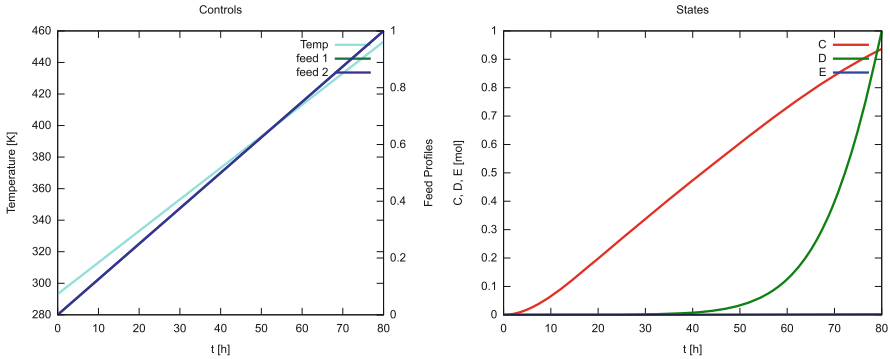 Controls
460
440
420
400
380
360
340
320
300
280
Temperature [K]
0 10 20 30 40 50 60 70 80
t [h]
1
0.8
0.6
0.4
0.2
0
Feed Profiles
Temp
feed 1
feed 2
States
1
0.9
0.8
0.7
0.6
0.5
0.4
0.3
0.2
0.1
0
C, D, E [mol]
0 10 20 30 40 50 60 70 80
t [h]
C
D
E